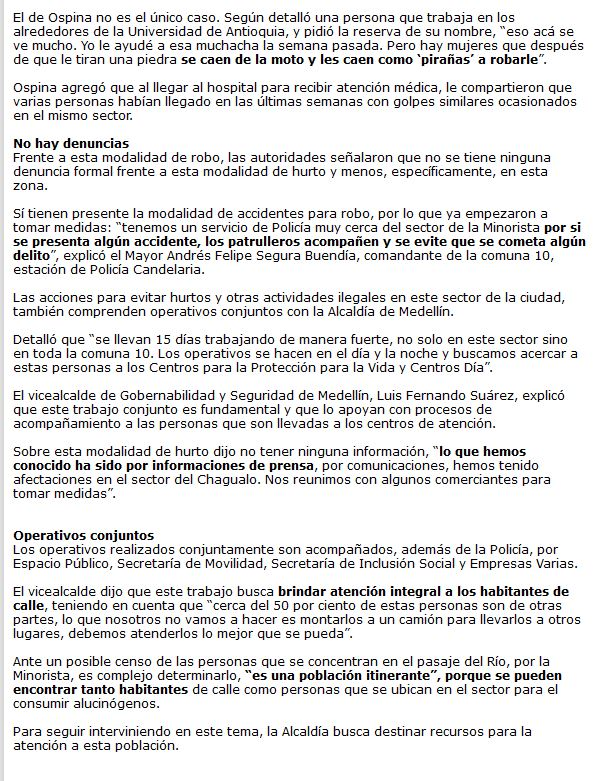 El de Ospina no es el único caso. Según detalló una persona que trabaja en los
alrededores de la Universidad de Antioquia, y pidió la reserva de su nombre, “eso acá se
ve mucho. Yo le ayudé a esa muchacha la semana pasada. Pero hay mujeres que después
de que le tiran una piedra se caen de la moto y les caen como ‘pirañas’ a robarle”.
Ospina agregó que al llegar al hospital para recibir atención médica, le compartieron que
varias personas habían llegado en las últimas semanas con golpes similares ocasionados
en el mismo sector.
No hay denuncias
Frente a esta modalidad de robo, las autoridades señalaron que no se tiene ninguna
denuncia formal frente a esta modalidad de hurto y menos, específicamente, en esta
zona.
Sí tienen presente la modalidad de accidentes para robo, por lo que ya empezaron a
tomar medidas: “tenemos un servicio de Policía muy cerca del sector de la Minorista por si
se presenta algún accidente, los patrulleros acompañen y se evite que se cometa algún
delito”, explicó el Mayor Andrés Felipe Segura Buendía, comandante de la comuna 10,
estación de Policía Candelaria.
Las acciones para evitar hurtos y otras actividades ilegales en este sector de la ciudad,
también comprenden operativos conjuntos con la Alcaldía de Medellín.
Detalló que “se llevan 15 días trabajando de manera fuerte, no solo en este sector sino
en toda la comuna 10. Los operativos se hacen en el día y la noche y buscamos acercar a
estas personas a los Centros para la Protección para la Vida y Centros Día”.
El vicealcalde de Gobernabilidad y Seguridad de Medellín, Luis Fernando Suárez, explicó
que este trabajo conjunto es fundamental y que lo apoyan con procesos de
acompañamiento a las personas que son llevadas a los centros de atención.
Sobre esta modalidad de hurto dijo no tener ninguna información, “lo que hemos
conocido ha sido por informaciones de prensa, por comunicaciones, hemos tenido
afectaciones en el sector del Chagualo. Nos reunimos con algunos comerciantes para
tomar medidas”.
Operativos conjuntos
Los operativos realizados conjuntamente son acompañados, además de la Policía, por
Espacio Público, Secretaría de Movilidad, Secretaría de Inclusión Social y Empresas Varias.
El vicealcalde dijo que este trabajo busca brindar atención integral a los habitantes de
calle, teniendo en cuenta que “cerca del 50 por ciento de estas personas son de otras
partes, lo que nosotros no vamos a hacer es montarlos a un camión para llevarlos a otros
lugares, debemos atenderlos lo mejor que se pueda”.
Ante un posible censo de las personas que se concentran en el pasaje del Río, por la
Minorista, es complejo determinarlo, “es una población itinerante”, porque se pueden
encontrar tanto habitantes de calle como personas que se ubican en el sector para el
consumir alucinógenos.
Para seguir interviniendo en este tema, la Alcaldía busca destinar recursos para la
atención a esta población.